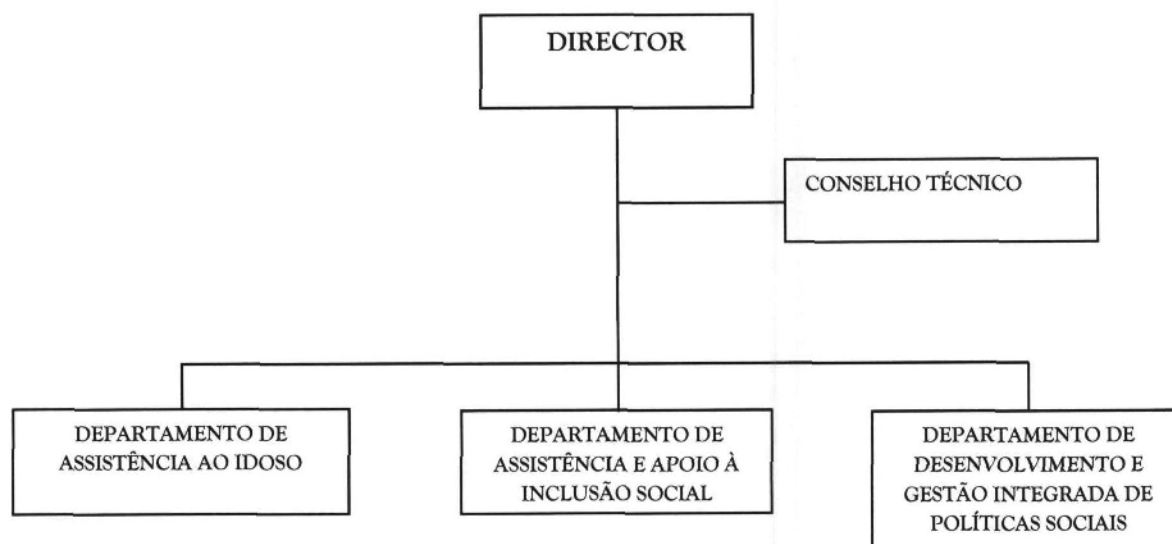 DIRECTOR
CONSELHO TÉCNICO
DEPARTAMENTO DE
ASSISTÊNCIA AO IDOSO
DEPARTAMENTO DE
ASSISTÊNCIA E APOIO À
INCLUSÃO SOCIAL
DEPARTAMENTO DE
DESENVOLVIMENTO E
GESTÃO INTEGRADA DE
POLÍTICAS SOCIAIS